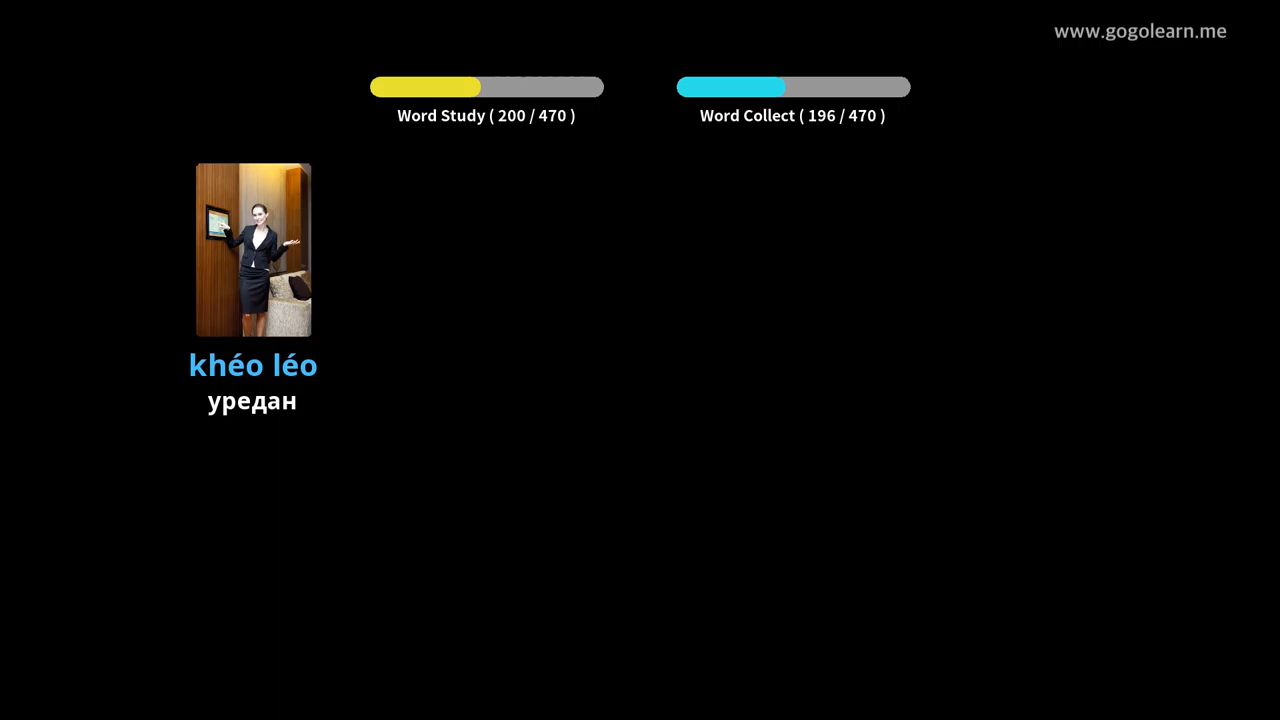 www.gogolearn.me
Word Study ( 200 / 470 )
Word Collect ( 196 / 470 )
khéo léo
уредан